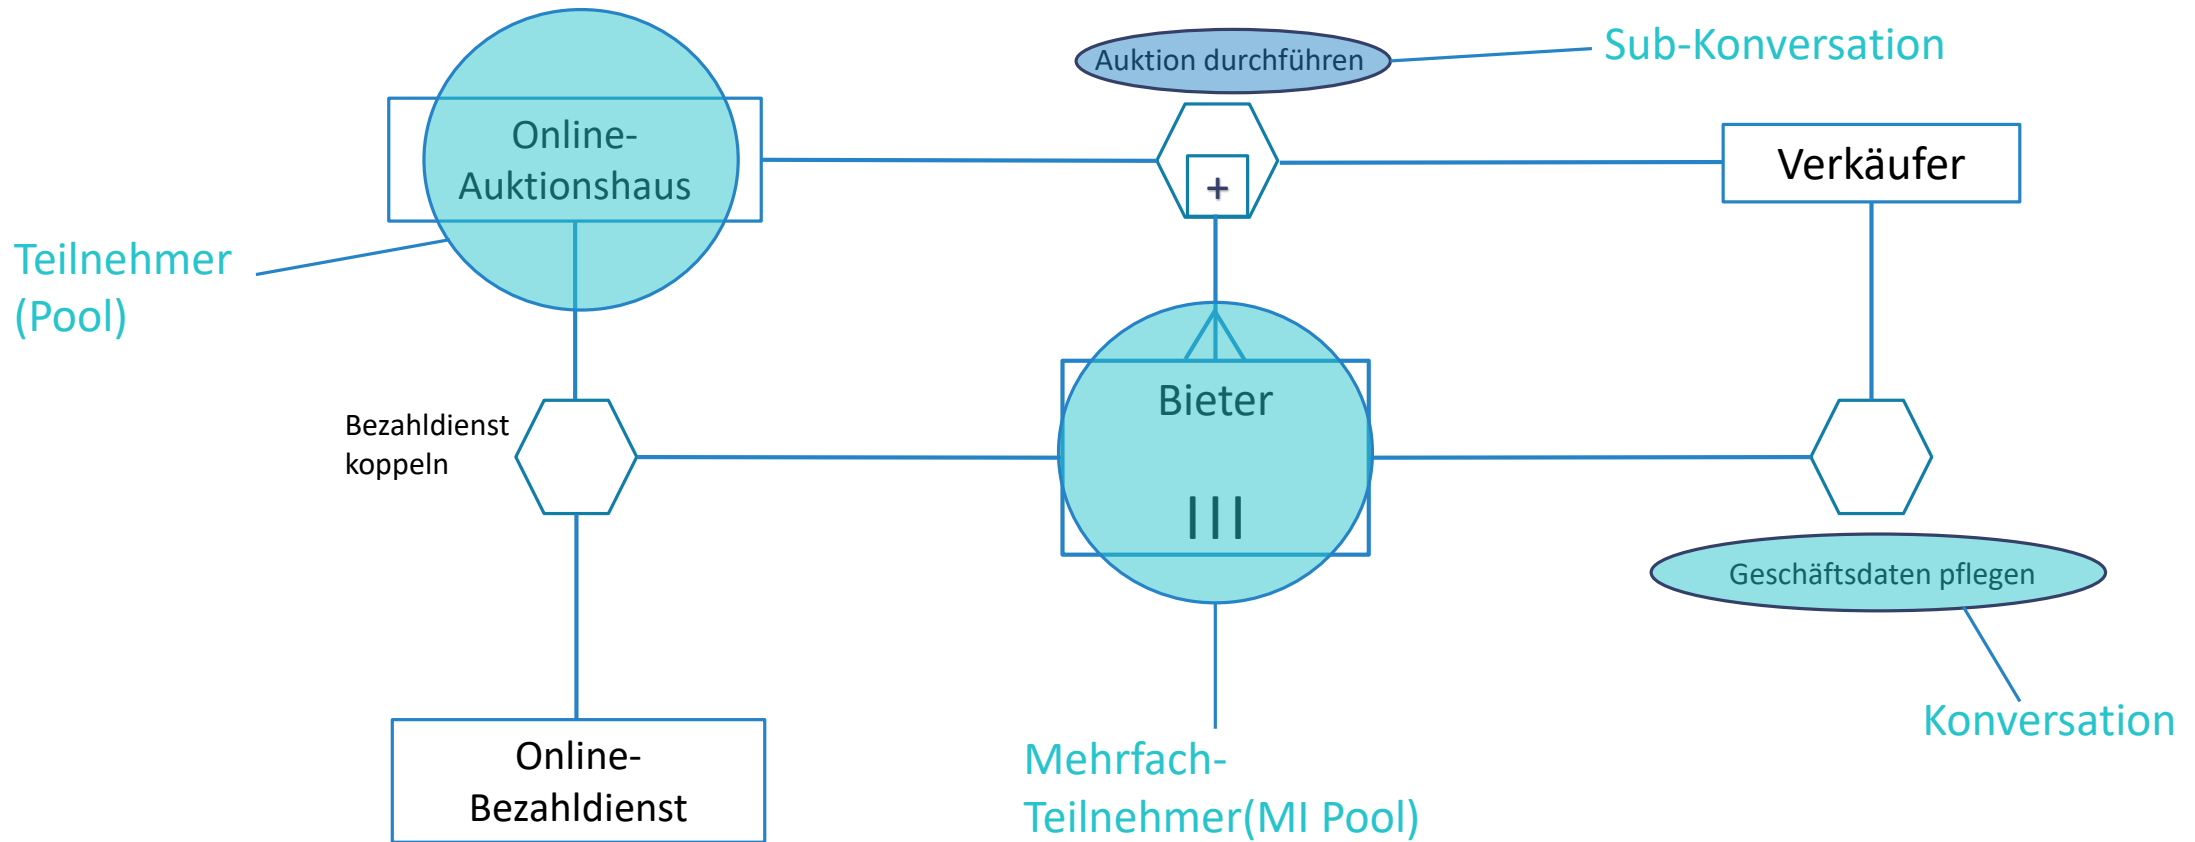 Auktion durchführen
Sub-Konversation
Online-
Auktionshaus
+
Verkäufer
Teilnehmer
(Pool)
Bieter
Bezahldienst
koppeln
Geschäftsdaten pflegen
Konversation
Online-
Bezahldienst
Mehrfach-
Teilnehmer(MI Pool)